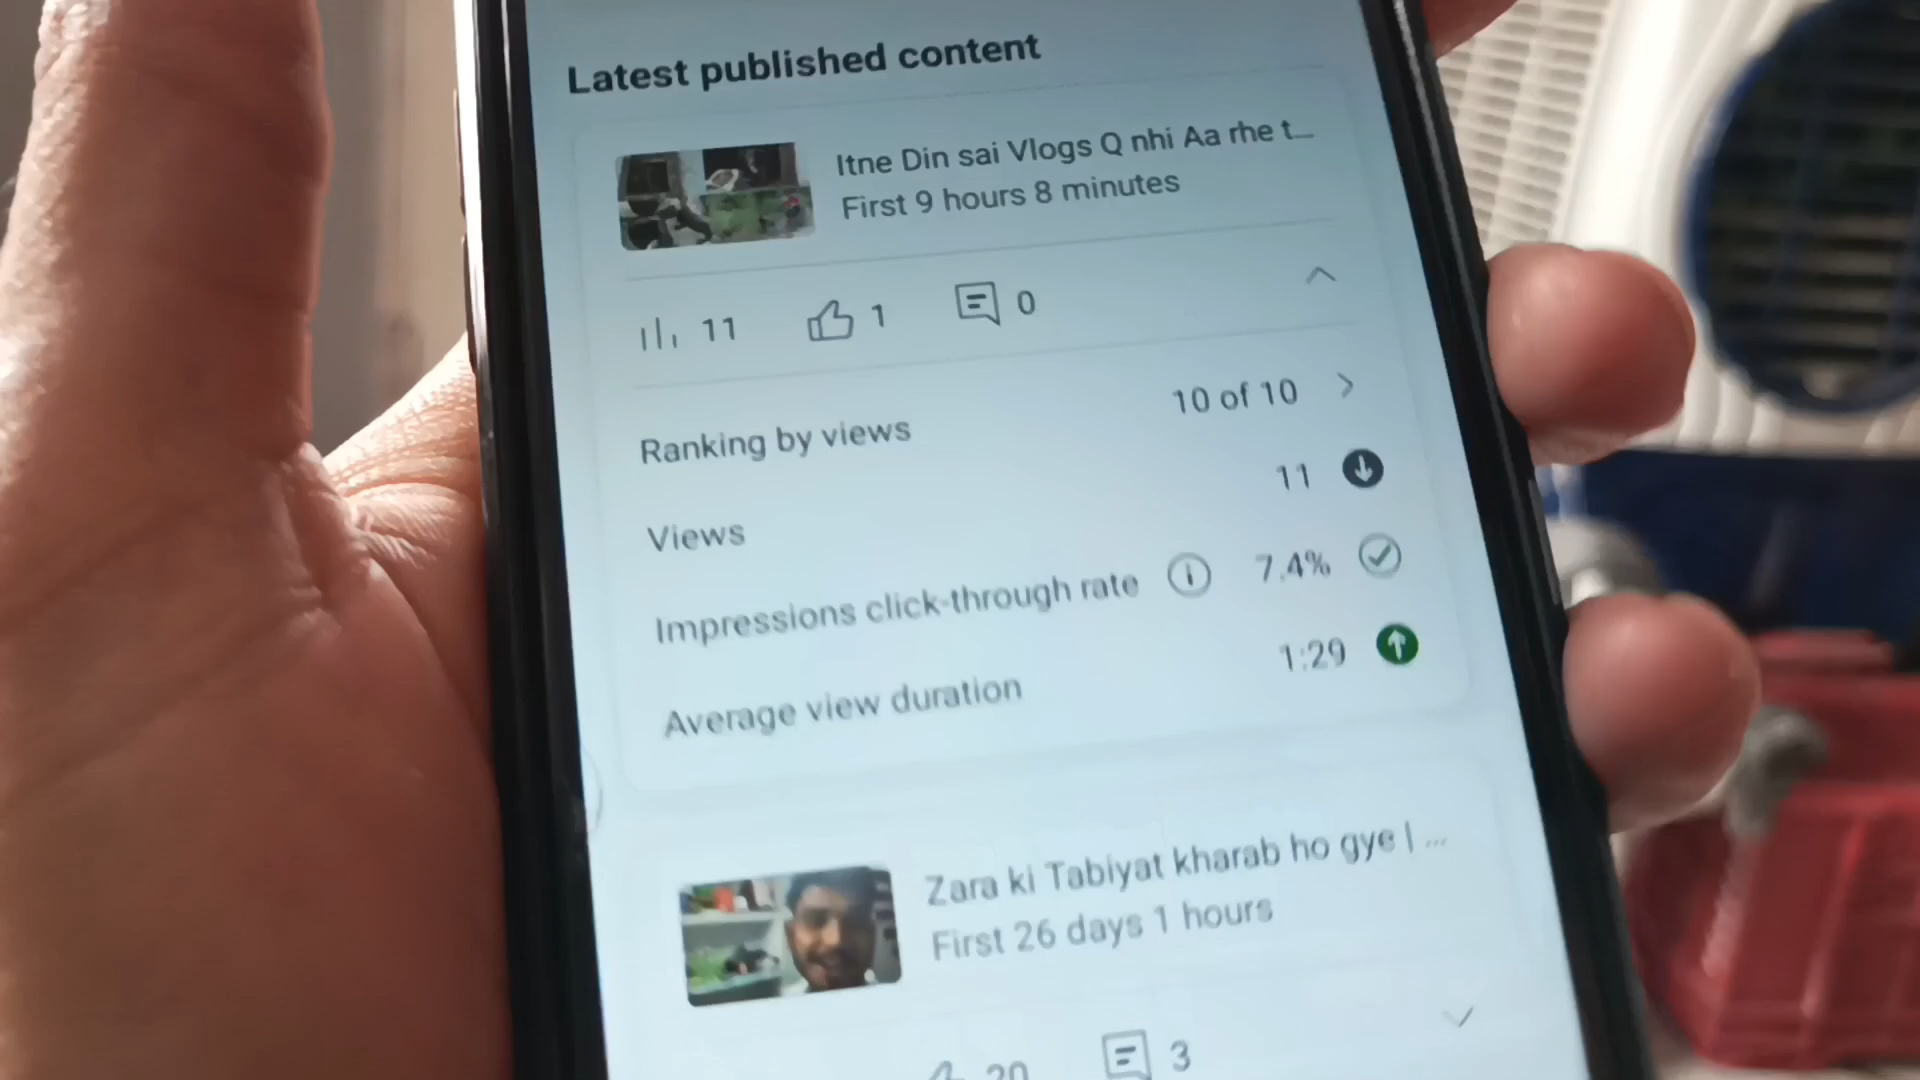 Latest published content
Itne Din sai Vlogs Q nhi Aa rhe t...
First 9 hours 8 minutes
11 1 0
Ranking by views 10 of 10
Views 11
Impressions click-through rate 7.4%
Average view duration 1:29
Zara ki Tabiyat kharab ho gye | ...
First 26 days 1 hours
20 3